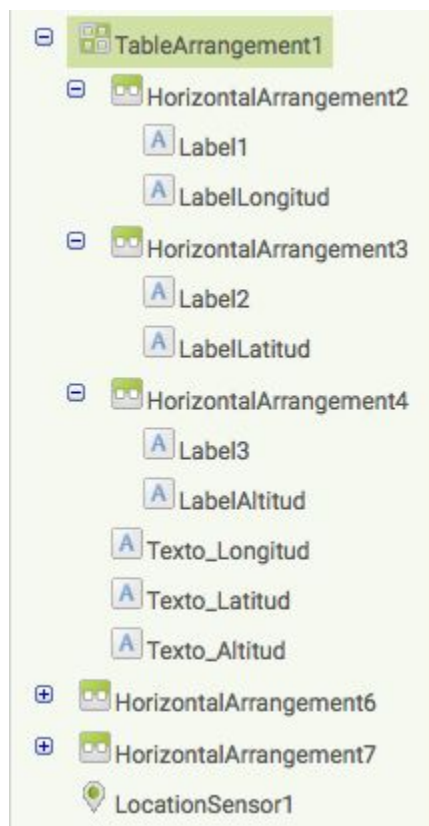 TableArrangement1
HorizontalArrangement2
A Label1
A LabelLongitud
HorizontalArrangement3
A Label2
A LabelLatitud
HorizontalArrangement4
A Label3
A LabelAltitud
A Texto_Longitud
A Texto_Latitud
A Texto_Altitud
HorizontalArrangement6
HorizontalArrangement7
LocationSensor1